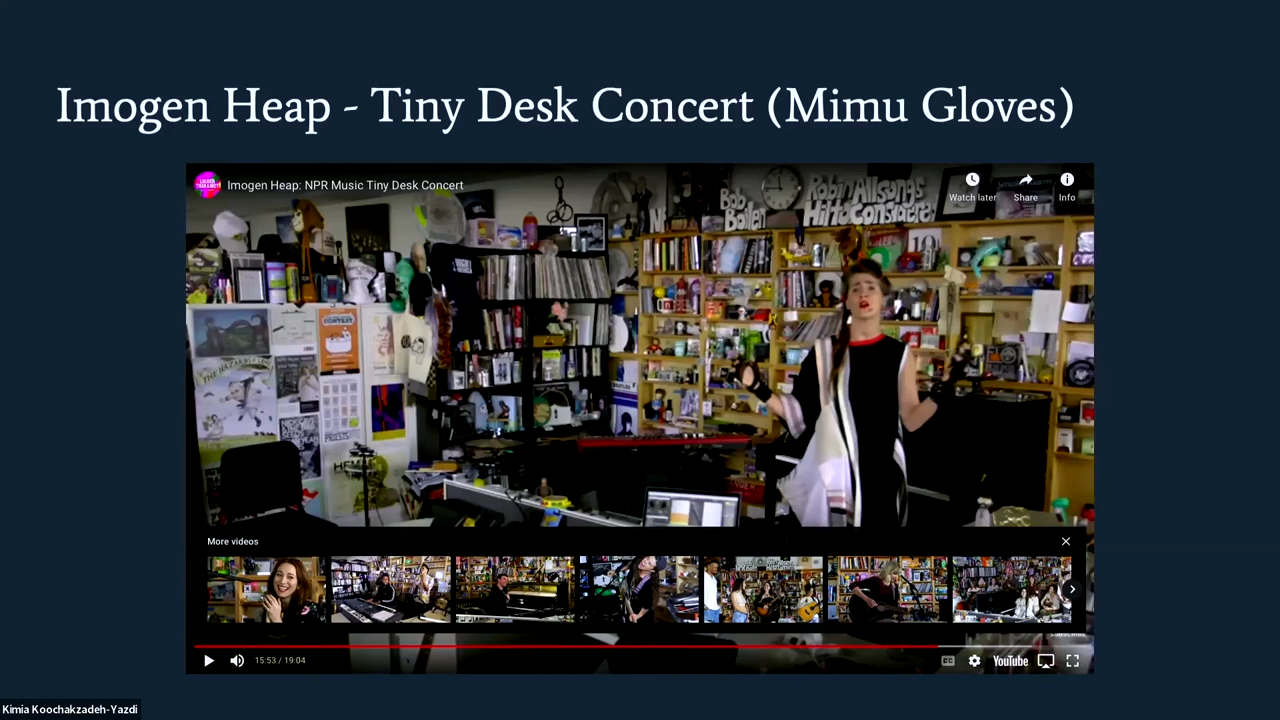 Imogen Heap - Tiny Desk Concert (Mimu Gloves)
Imogen Heap: NPR Music Tiny Desk Concert
Watch later
Share
Info
Bob
Boilen
Robin
More videos
15:53 / 19:04
CC
YouTube
Kimia Koochakzadeh-Yazdi